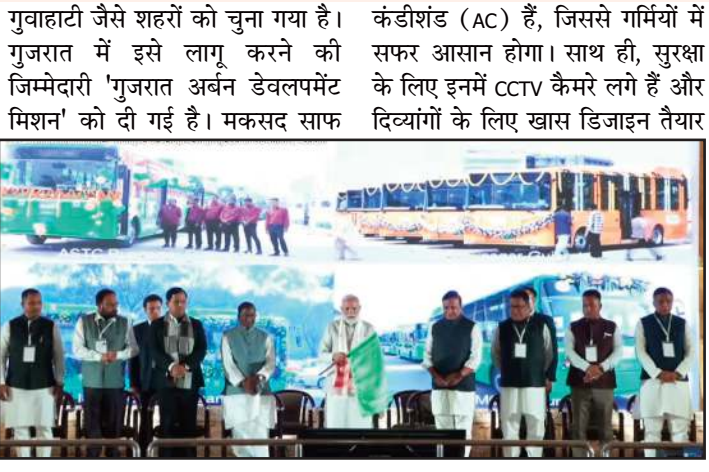 गुवाहाटी जैसे शहरों को चुना गया है।
गुजरात में इसे लागू करने की
जिम्मेदारी 'गुजरात अर्बन डेवलपमेंट
मिशन' को दी गई है। मकसद साफ
कंडीशंड (AC) हैं, जिससे गर्मियों में
सफर आसान होगा। साथ ही, सुरक्षा
के लिए इनमें CCTV कैमरे लगे हैं और
दिव्यांगों के लिए खास डिजाइन तैयार